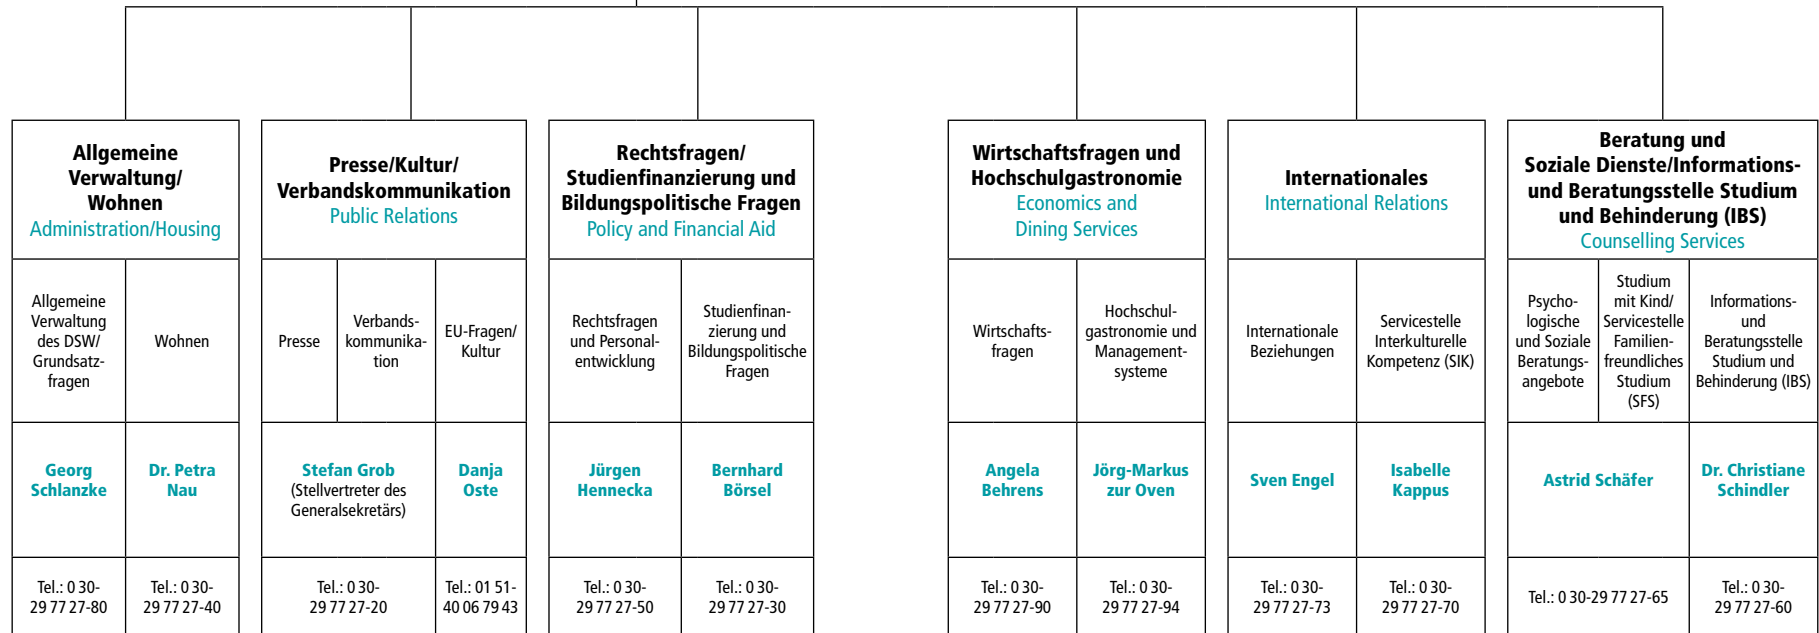 Allgemeine
Verwaltung/
Wohnen
Administration/Housing
Allgemeine
Verwaltung
des DSW/
Grundsatz-
fragen
Wohnen
Georg
Schlanzke
Dr. Petra
Nau
Tel.: 0 30-
29 77 27-80
Tel.: 0 30-
29 77 27-40
Presse/Kultur/
Verbandskommunikation
Public Relations
Presse
Verbands-
kommunika-
tion
EU-Fragen/
Kultur
Stefan Grob
(Stellvertreter des
Generalsekretärs)
Danja
Oste
Tel.: 0 30-
29 77 27-20
Tel.: 01 51-
40 06 79 43
Rechtsfragen/
Studienfinanzierung und
Bildungspolitische Fragen
Policy and Financial Aid
Rechtsfragen
und Personal-
entwicklung
Studienfinan-
zierung und
Bildungspolitische
Fragen
Jürgen
Hennecka
Bernhard
Börsel
Tel.: 0 30-
29 77 27-50
Tel.: 0 30-
29 77 27-30
Wirtschaftsfragen und
Hochschulgastronomie
Economics and
Dining Services
Wirtschafts-
fragen
Hochschul-
gastronomie und
Management-
systeme
Angela
Behrens
Jörg-Markus
zur Oven
Tel.: 0 30-
29 77 27-90
Tel.: 0 30-
29 77 27-94
Internationales
International Relations
Internationale
Beziehungen
Servicestelle
Interkulturelle
Kompetenz (SIK)
Sven Engel
Isabelle
Kappus
Tel.: 0 30-
29 77 27-73
Tel.: 0 30-
29 77 27-70
Beratung und
Soziale Dienste/Informations-
und Beratungsstelle Studium
und Behinderung (IBS)
Counselling Services
Psycho-
logische
und Soziale
Beratungs-
angebote
Studium
mit Kind/
Servicestelle
Familien-
freundliches
Studium
(SFS)
Informations-
und
Beratungsstelle
Studium und
Behinderung (IBS)
Astrid Schäfer
Dr. Christiane
Schindler
Tel.: 0 30-29 77 27-65
Tel.: 0 30-
29 77 27-60